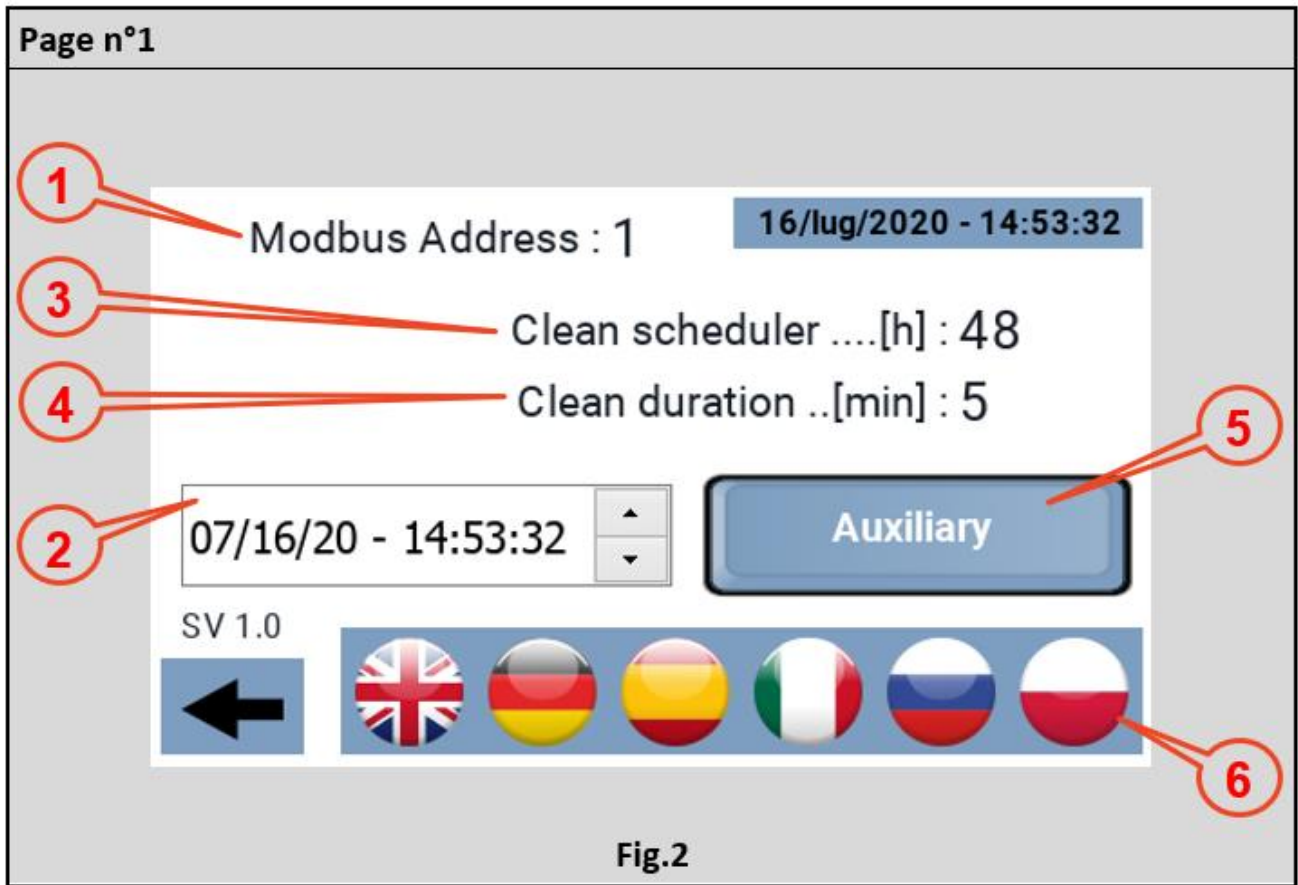 Page n°1
1
Modbus Address : 1
16/lug/2020 - 14:53:32
3
Clean scheduler ....[h] : 48
4
Clean duration ..[min] : 5
5
2
07/16/20 - 14:53:32
Auxiliary
SV 1.0
6
Fig.2